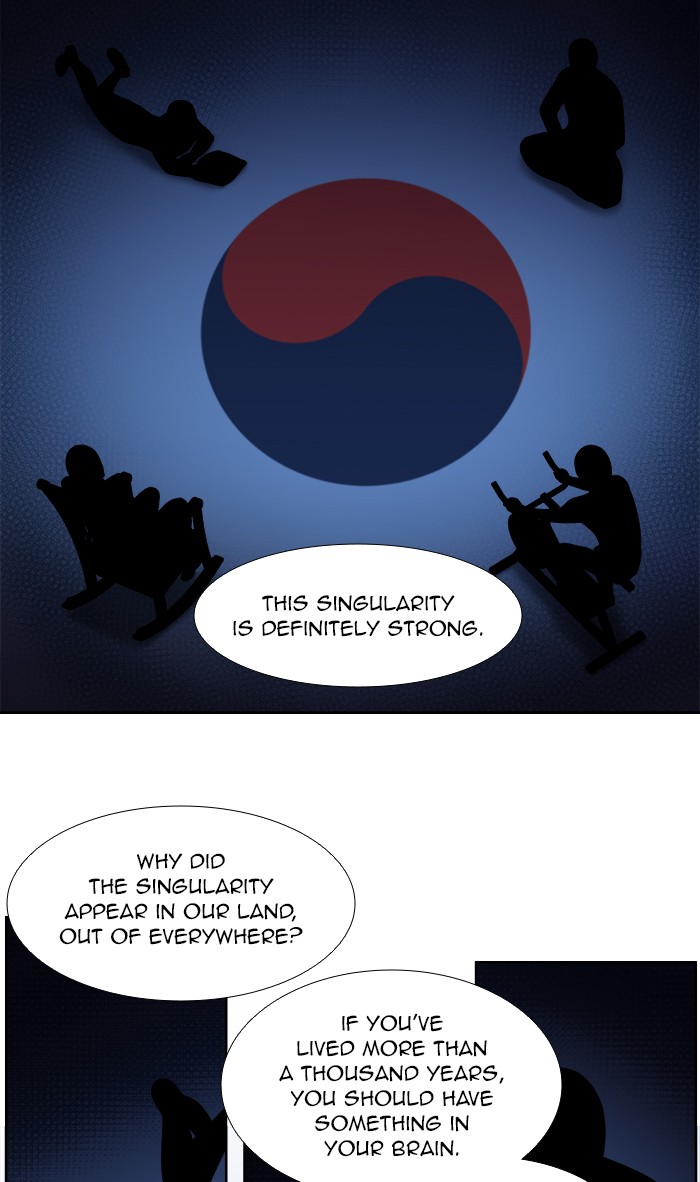 THIS SINGULARITY
IS DEFINITELY STRONG.
WHY DID
THE SINGULARITY
APPEAR IN OUR LAND,
OUT OF EVERYWHERE?
IF YOU'VE
LIVED MORE THAN
A THOUSAND YEARS,
YOU SHOULD HAVE
SOMETHING IN
YOUR BRAIN.